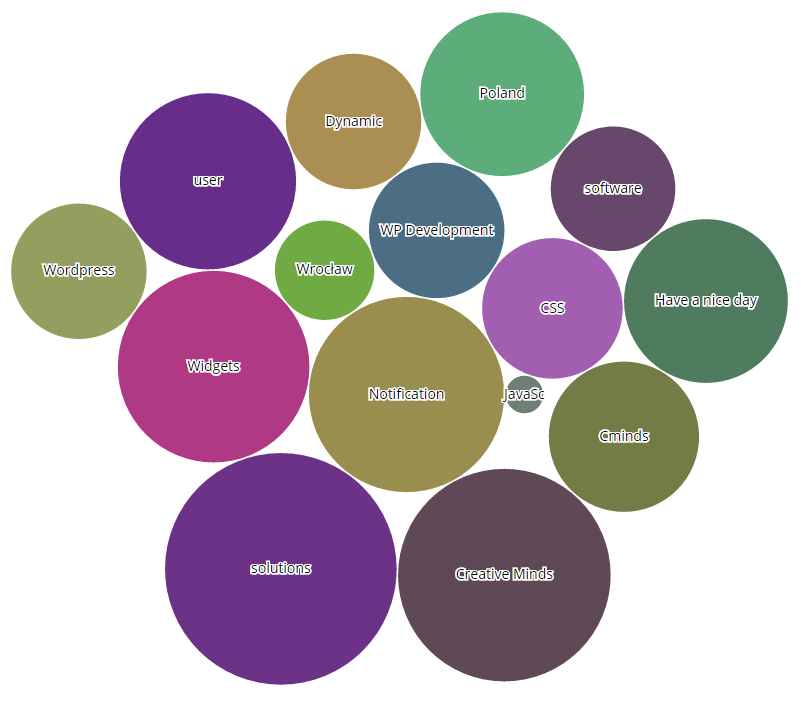 Poland
Dynamic
user
software
WP Development
Wordpress
Wrocław
Have a nice day
CSS
Widgets
Notification
JavaSc
Cminds
solutions
Creative Minds